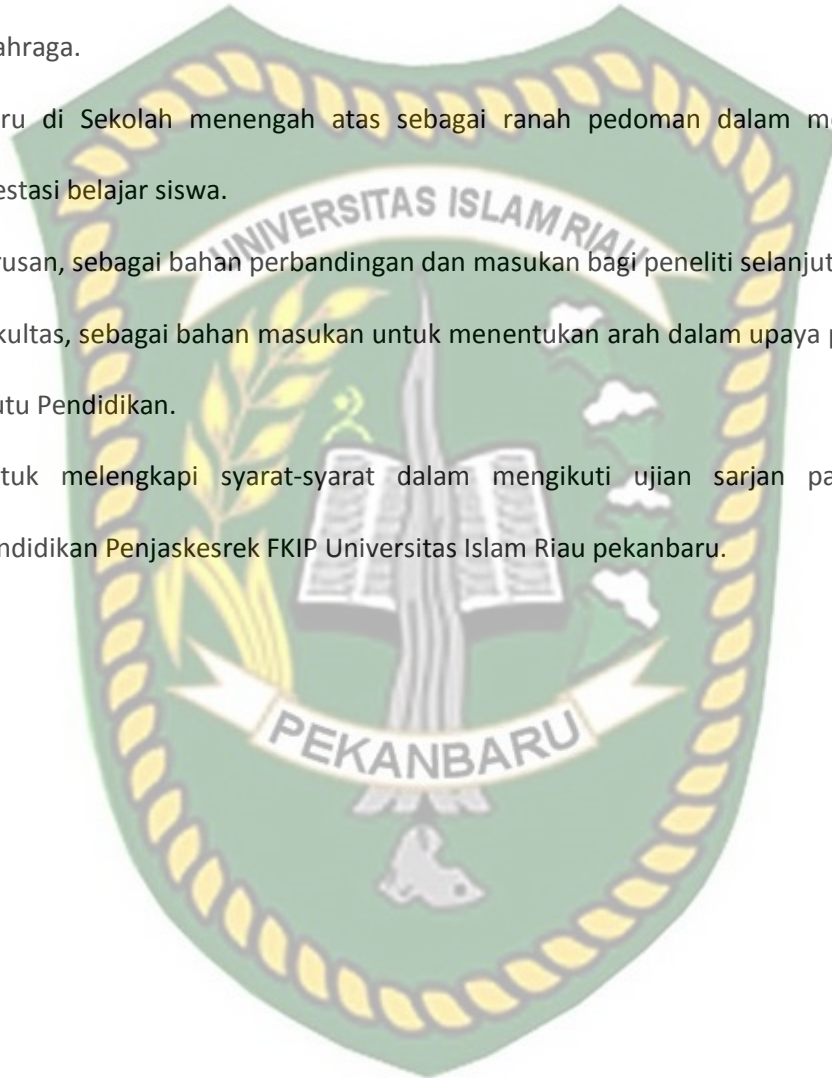 ahraga.
ru di Sekolah menengah atas sebagai ranah pedoman dalam me
estasi belajar siswa.
UNIVERSITAS ISLAM RIAU
rusan, sebagai bahan perbandingan dan masukan bagi peneliti selanjut
kultas, sebagai bahan masukan untuk menentukan arah dalam upaya p
utu Pendidikan.
tuk melengkapi syarat-syarat dalam mengikuti ujian sarjan pa
ndidikan Penjaskesrek FKIP Universitas Islam Riau pekanbaru.
PEKANBARU